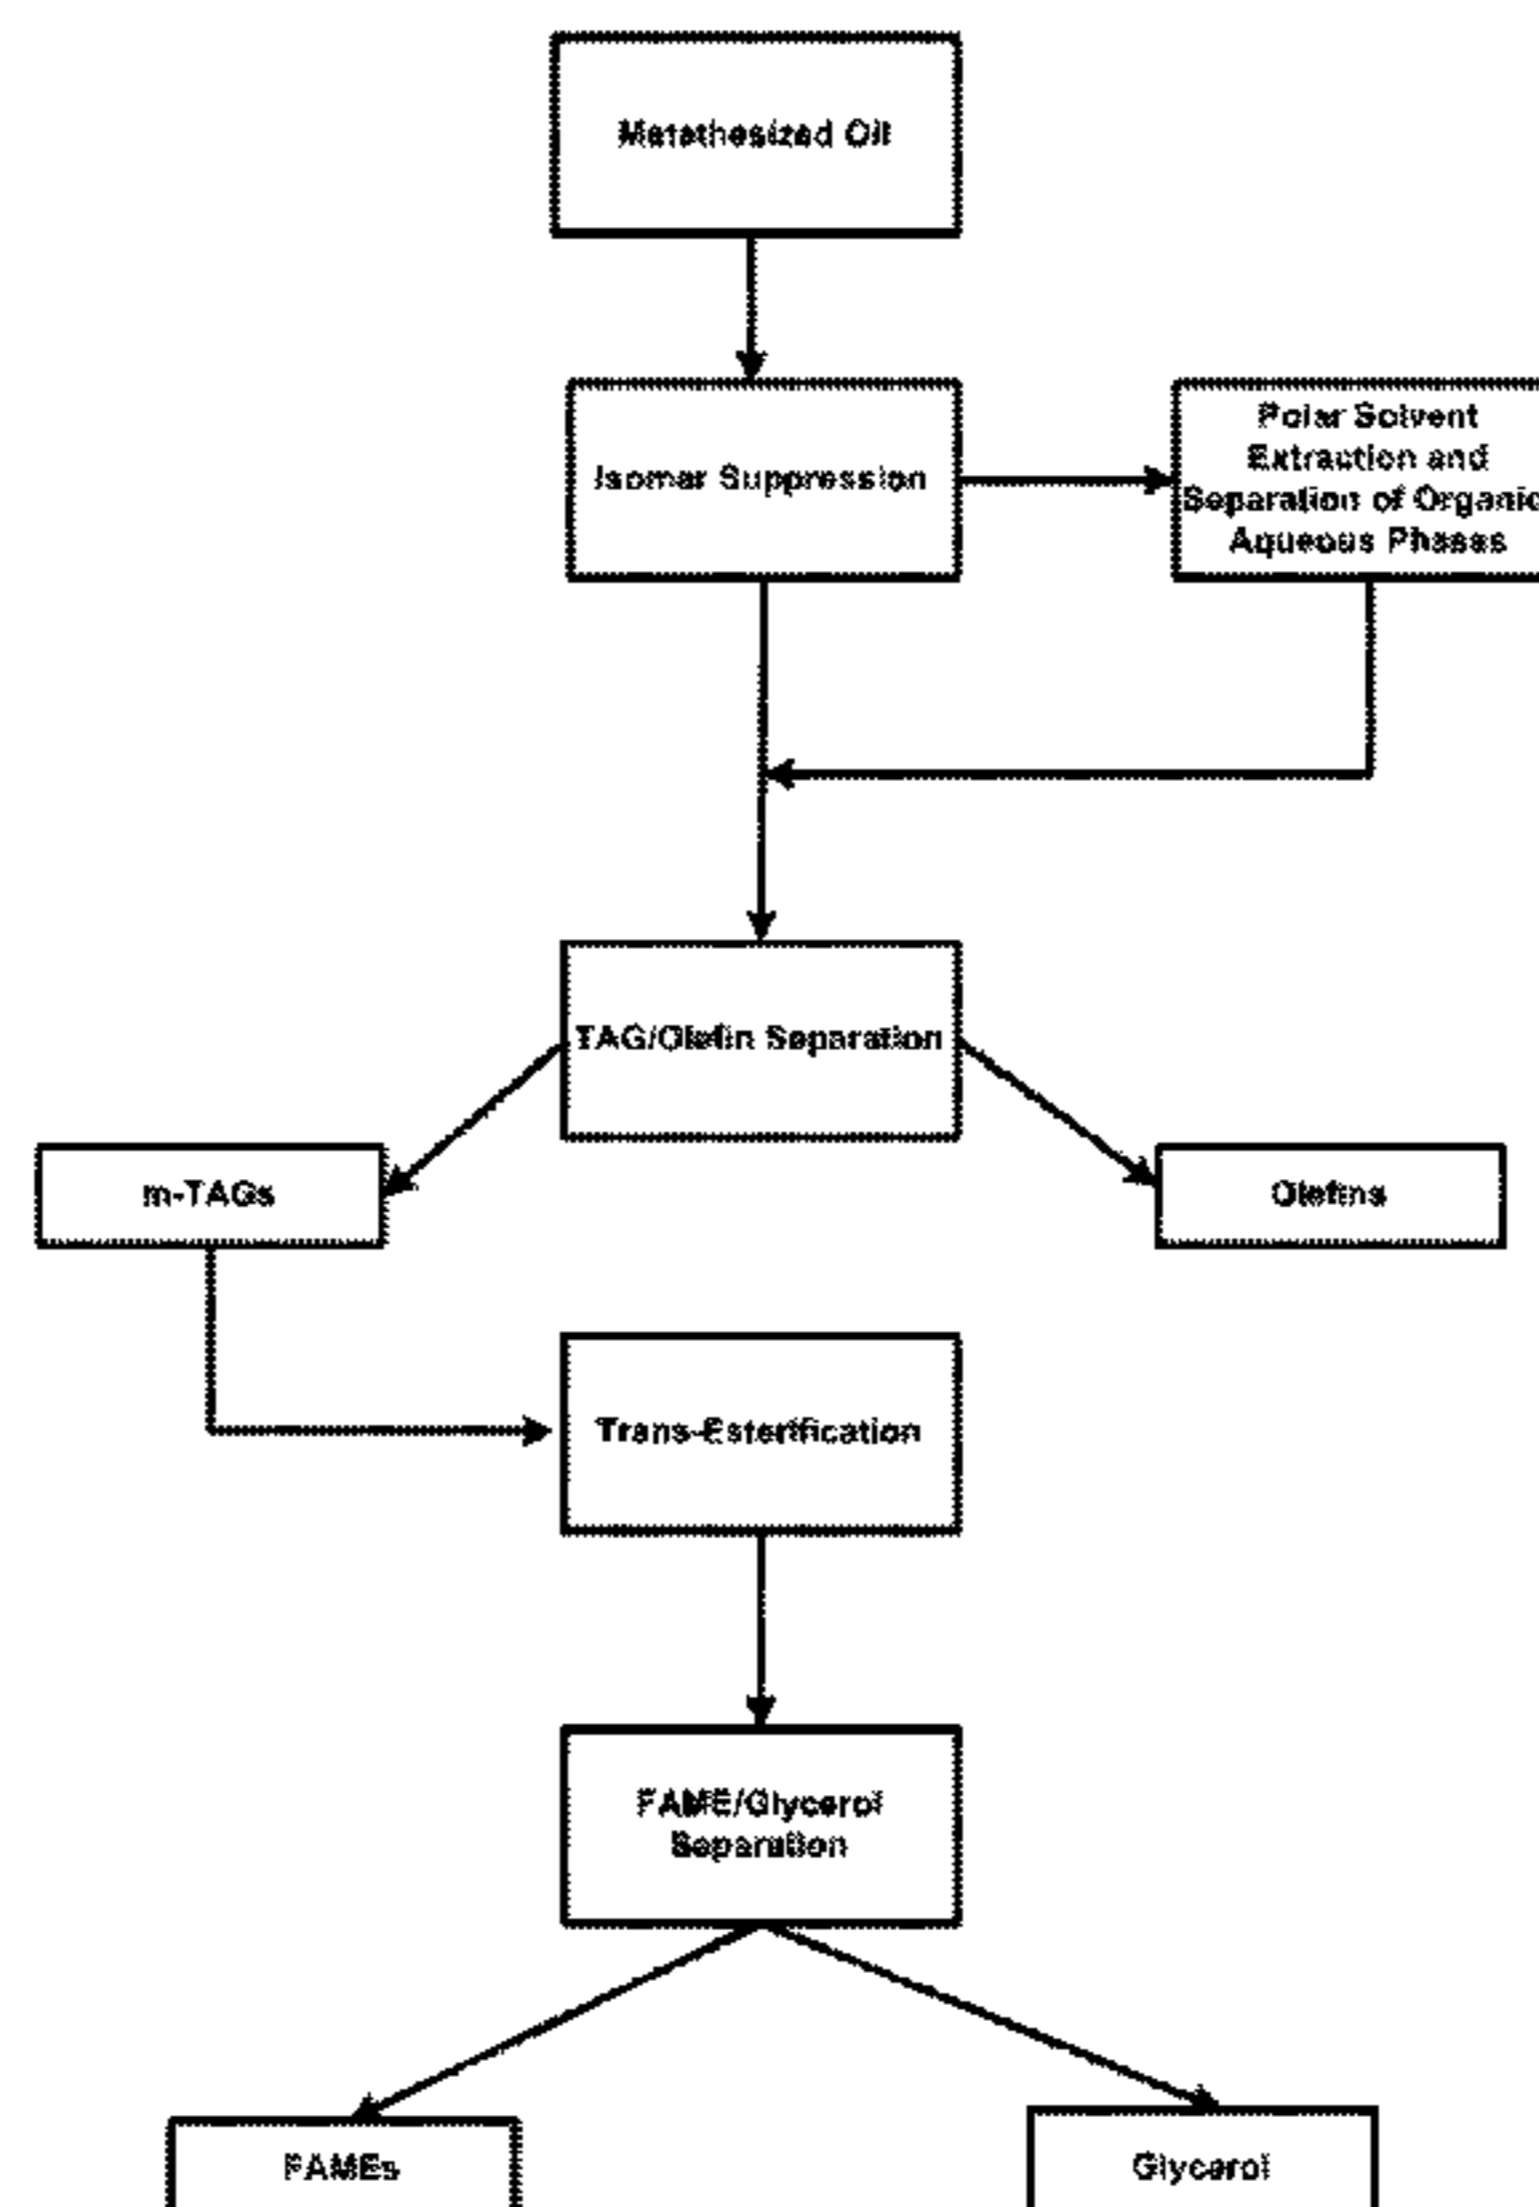 Metathesized Oil
Isomer Suppression
Polar Solvent
Extraction and
Separation of Organic
Aqueous Phases
TAG/Olefin Separation
m-TAGs
Olefins
Trans-Esterification
FAME/Glycerol
Separation
FAMEs
Glycerol